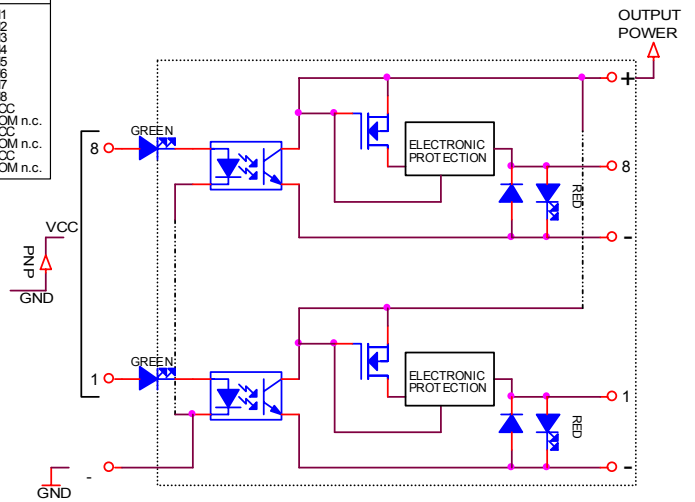 OUTPUT
POWER
1
2
3
4
5
6
7
8
CC
OM n.c.
CC
OM n.c.
CC
OM n.c.
+
GREEN
8
ELECTRONIC
PROTECTION
8
RED
-
VCC
PNP
GND
GREEN
1
ELECTRONIC
PROTECTION
1
RED
-
-
GND